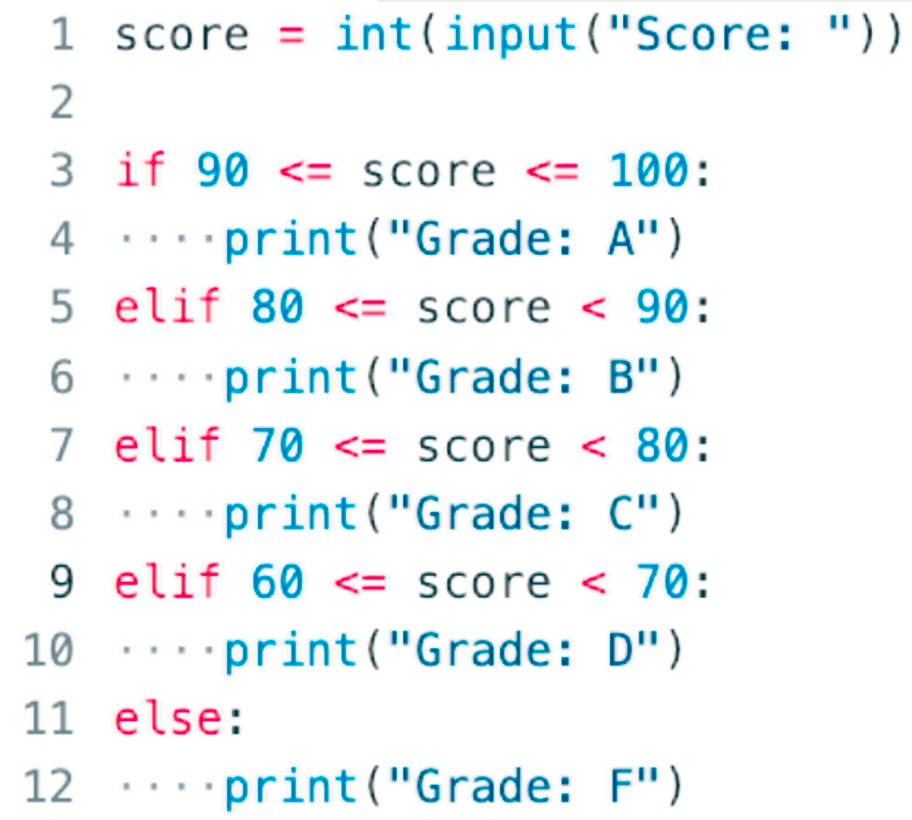 1 score = int(input("Score: "))
2
3 if 90 <= score <= 100:
4 ····print("Grade: A")
5 elif 80 <= score < 90:
6 ····print("Grade: B")
7 elif 70 <= score < 80:
8 ····print("Grade: C")
9 elif 60 <= score < 70:
10 ····print("Grade: D")
11 else:
12 ····print("Grade: F")